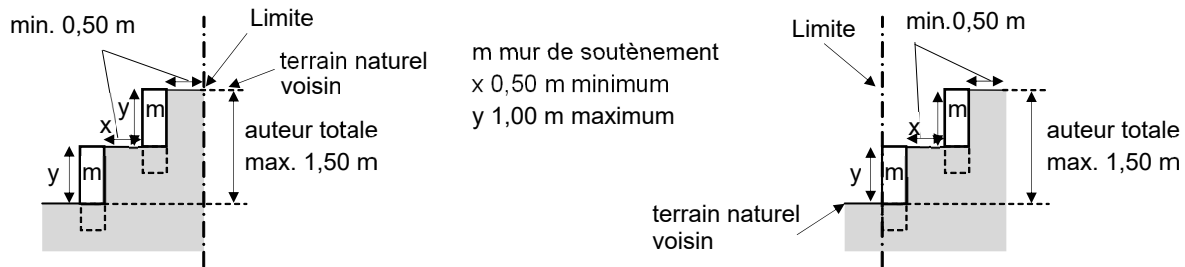 min. 0,50 m
Limite
terrain naturel
voisin
y
m
x
auteur totale
max. 1,50 m
y
m
m mur de soutènement
x 0,50 m minimum
y 1,00 m maximum
Limite
min.0,50 m
m
x
auteur totale
max. 1,50 m
y
m
terrain naturel
voisin